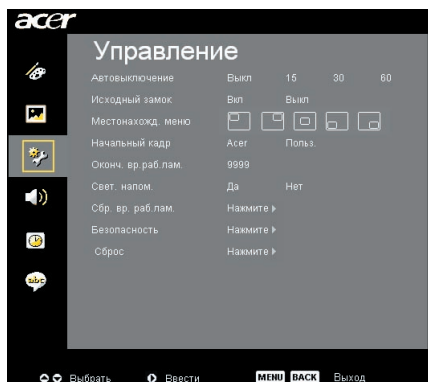 acer
Управление
Автовыключение Выкл 15 30 60
Исходный замок Вкл Выкл
Местонахожд. меню
Начальный кадр Acer Польз.
Оконч. вр.раб.лам. 9999
Свет. напом. Да Нет
Сбр. вр. раб.лам. Нажмите
Безопасность Нажмите
Сброс Нажмите
abc
Выбрать Ввести MENU BACK Выход